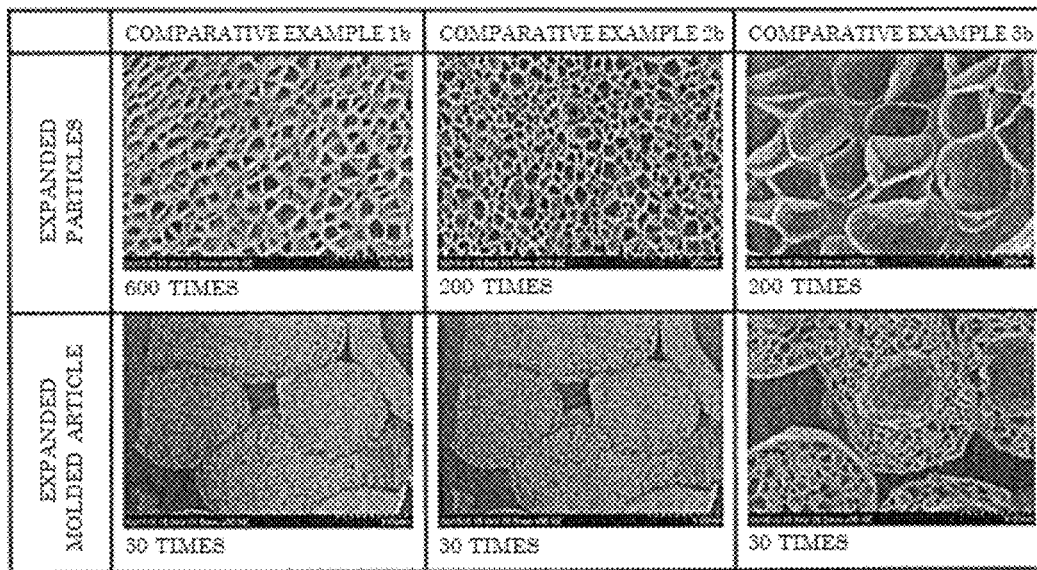 COMPARATIVE EXAMPLE 1b
COMPARATIVE EXAMPLE 2b
COMPARATIVE EXAMPLE 3b
EXPANDED
PARTICLES
600 TIMES
200 TIMES
200 TIMES
EXPANDED
MOLDED ARTICLE
30 TIMES
30 TIMES
30 TIMES